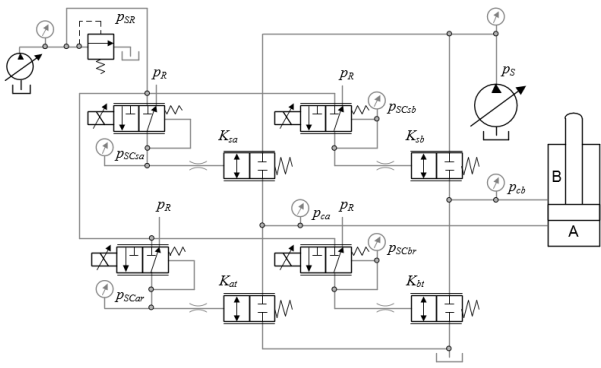 pSR
pR
pR
pS
pSCsb
Ksa
Ksb
pSCsa
B
pcb
pR
pca
pR
A
pSCbr
Kat
Kbt
pSCar